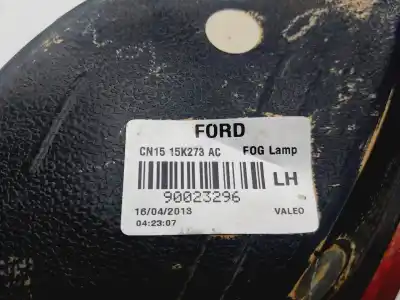 FORD
CN15 15K273 AC FOG Lamp
LH
90023296
16/04/2013 VALEO
04:23:07